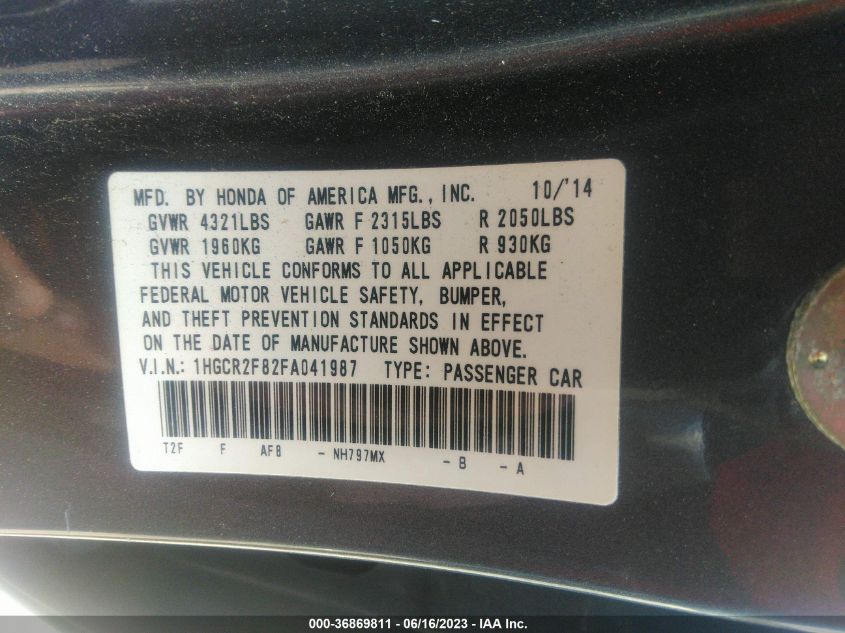 MFD. BY HONDA OF AMERICA MFG., INC. 10/'14
GVWR 4321LBS GAWR F 2315LBS R 2050LBS
GVWR 1960KG GAWR F 1050KG R 930KG
THIS VEHICLE CONFORMS TO ALL APPLICABLE
FEDERAL MOTOR VEHICLE SAFETY, BUMPER,
AND THEFT PREVENTION STANDARDS IN EFFECT
ON THE DATE OF MANUFACTURE SHOWN ABOVE.
V.I.N.: 1HGCR2F82FA041987 TYPE: PASSENGER CAR
T2F F AF8 - NH797MX - B - A
000-36869811 - 06/16/2023 - IAA Inc.